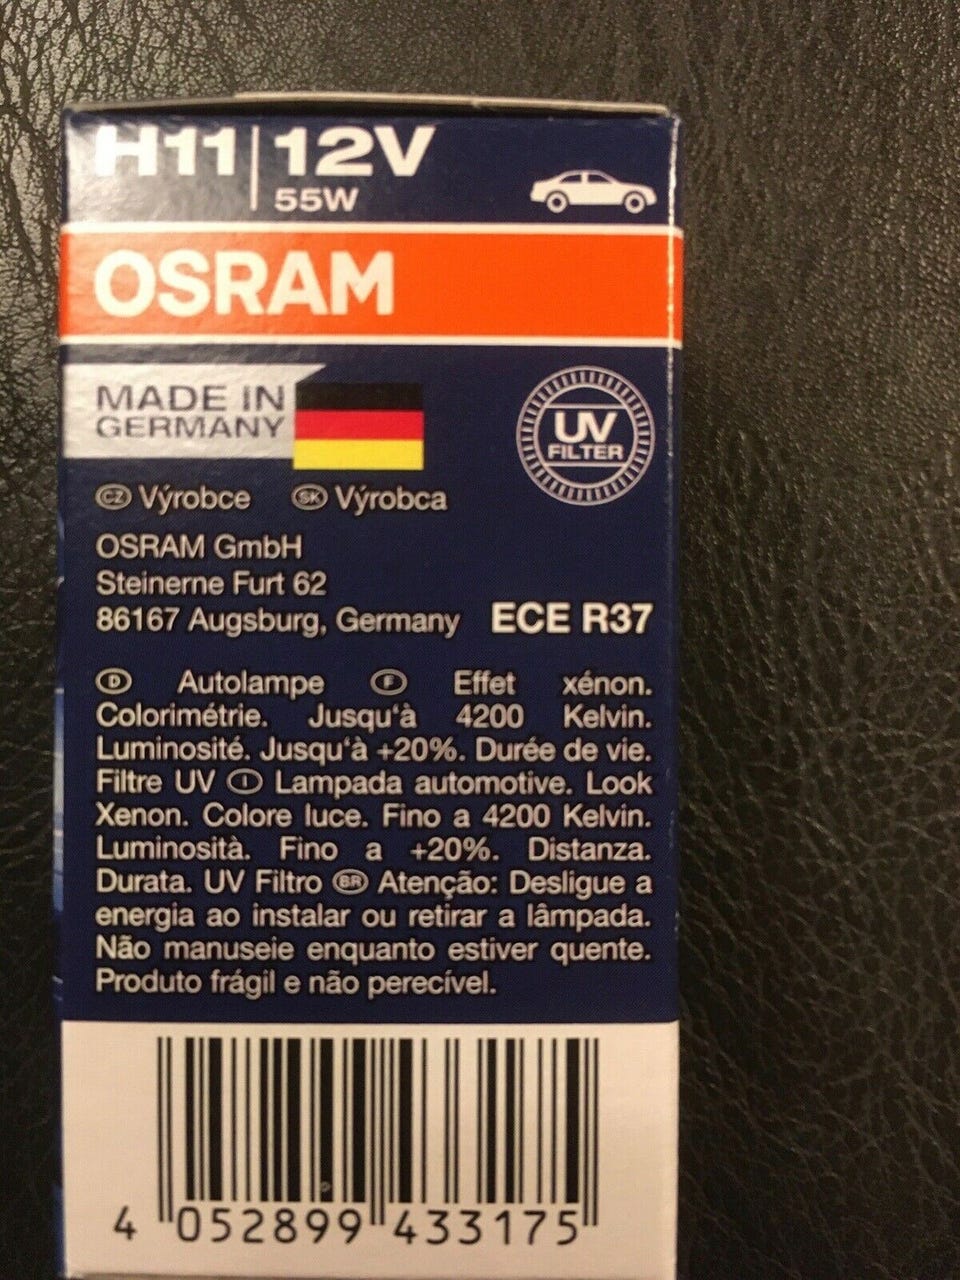 H11 | 12V
55W
OSRAM
MADE IN
GERMANY
UV
FILTER
CZ Výrobce SK Výrobca
OSRAM GmbH
Steinerne Furt 62
86167 Augsburg, Germany ECE R37
D Autolampe F Effet xénon.
Colorimétrie. Jusqu‘à 4200 Kelvin.
Luminosité. Jusqu‘à +20%. Durée de vie.
Filtre UV I Lampada automotive. Look
Xenon. Colore luce. Fino a 4200 Kelvin.
Luminosità. Fino a +20%. Distanza.
Durata. UV Filtro BR Atenção: Desligue a
energia ao instalar ou retirar a lâmpada.
Não manuseie enquanto estiver quente.
Produto frágil e não perecível.
4 052899 433175